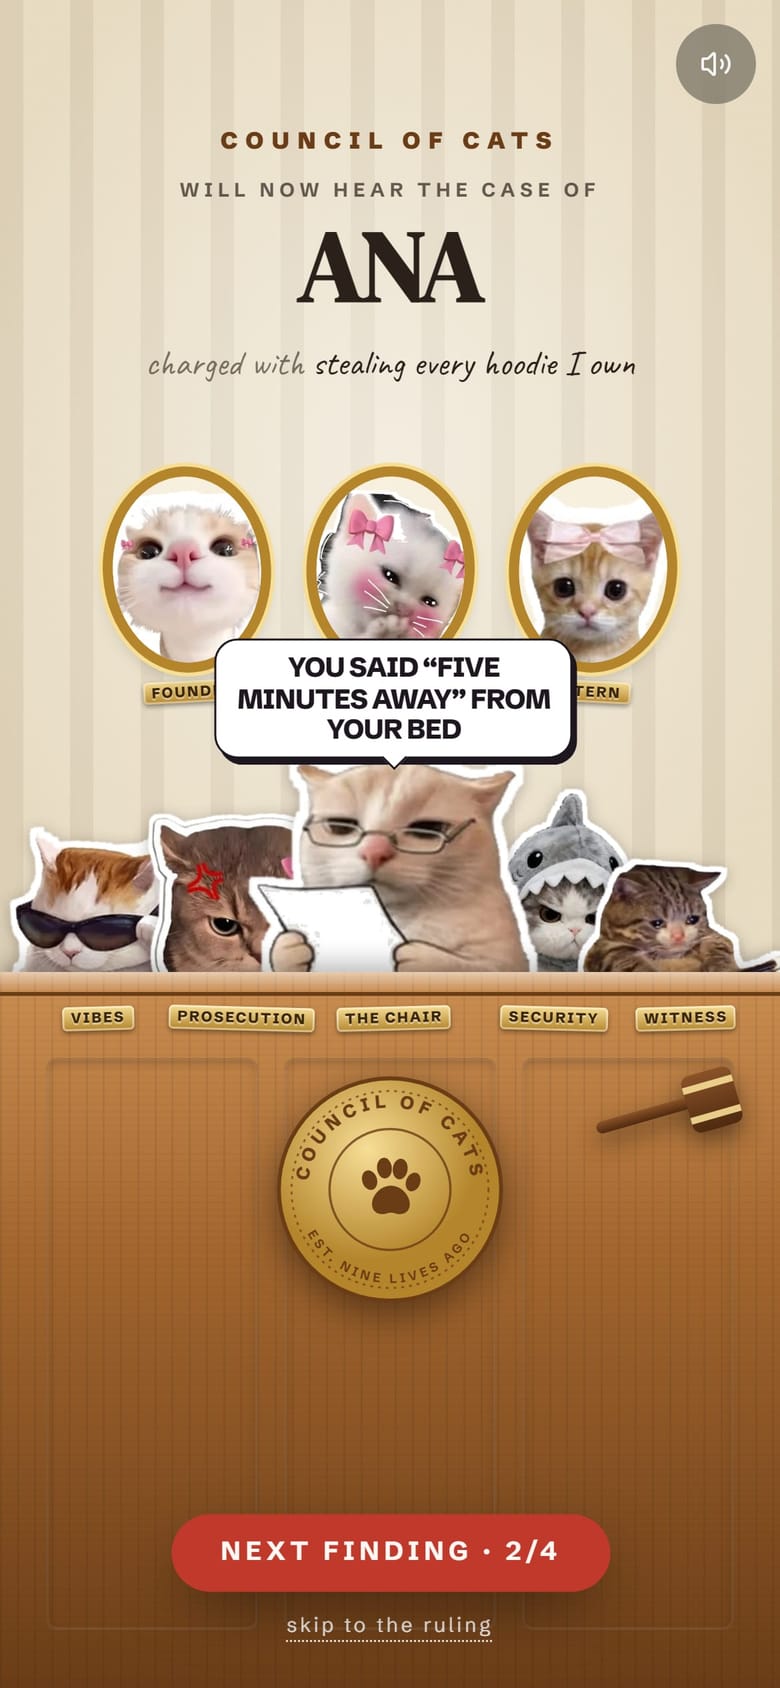 COUNCIL OF CATS
WILL NOW HEAR THE CASE OF
ANA
charged with stealing every hoodie I own
YOU SAID “FIVE
MINUTES AWAY” FROM
YOUR BED
VIBES
PROSECUTION
THE CHAIR
SECURITY
WITNESS
COUNCIL OF CATS
EST. NINE LIVES AGO
NEXT FINDING · 2/4
skip to the ruling